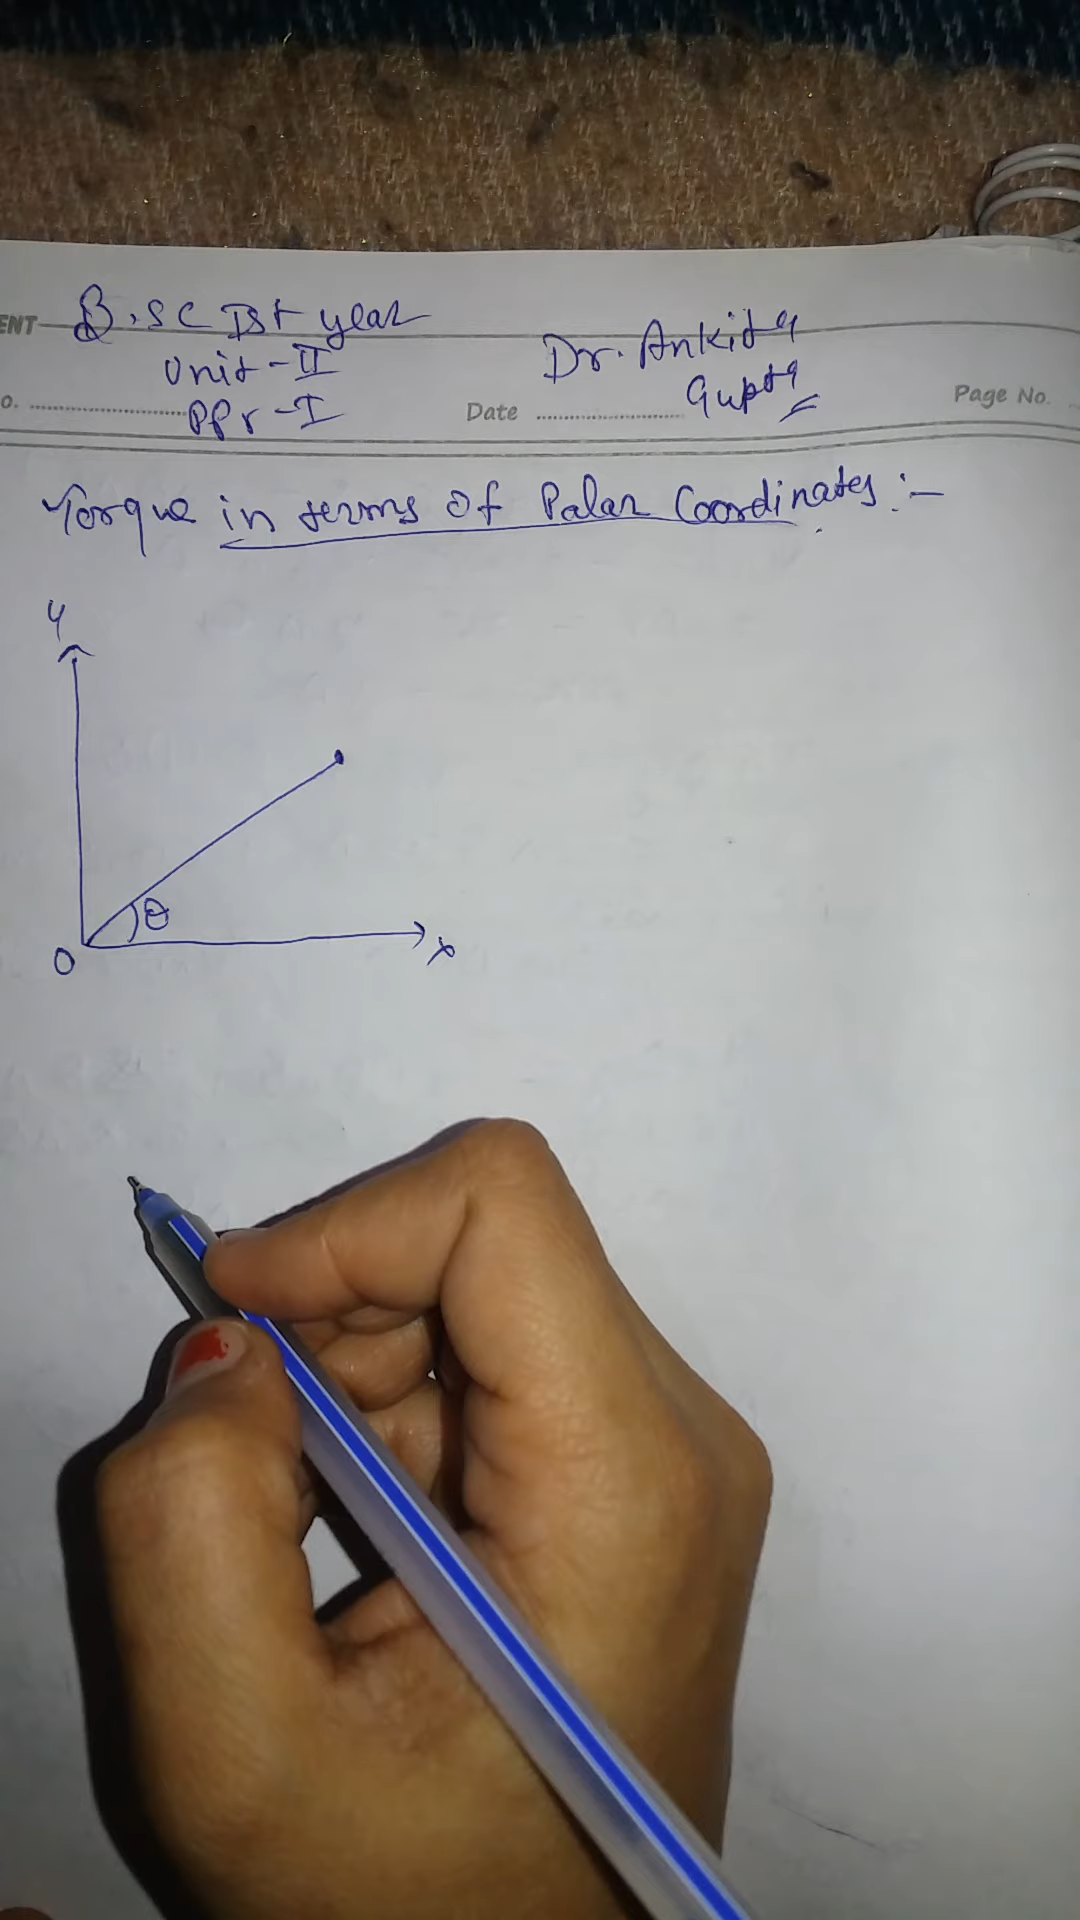 B.SC Ist year
Unit-II
PPr-I
Dr. Ankita
Gupta
ENT
o. Date Page No.
Torque in terms of Polar Coordinates :-
y
θ
O
x